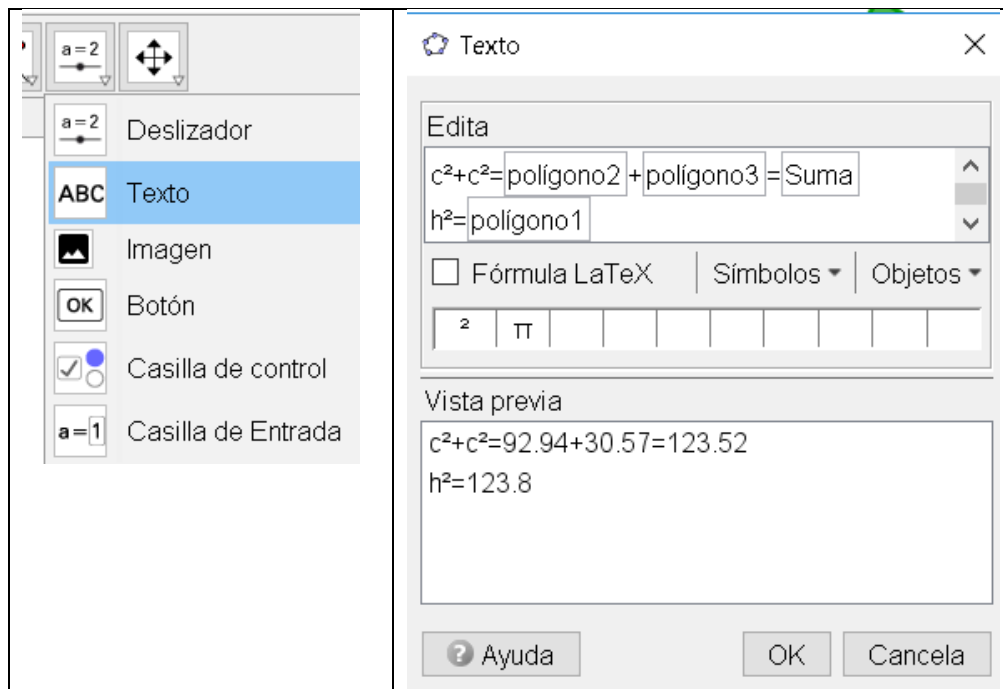 a=2
a=2
Deslizador
ABC
Texto
Imagen
OK
Botón
Casilla de control
a=1
Casilla de Entrada
Texto
Edita
c²+c²=polígono2+polígono3=Suma
h²=polígono1
Fórmula LaTeX
Símbolos
Objetos
² π
Vista previa
c²+c²=92.94+30.57=123.52
h²=123.8
? Ayuda
OK
Cancela